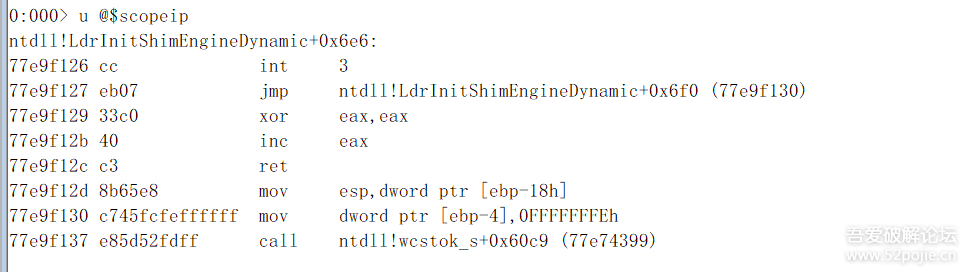 0:000> u @$scopeip
ntdll!LdrInitShimEngineDynamic+0x6e6:
77e9f126 cc int 3
77e9f127 eb07 jmp ntdll!LdrInitShimEngineDynamic+0x6f0 (77e9f130)
77e9f129 33c0 xor eax,eax
77e9f12b 40 inc eax
77e9f12c c3 ret
77e9f12d 8b65e8 mov esp,dword ptr [ebp-18h]
77e9f130 c745fcfeffffff mov dword ptr [ebp-4],0FFFFFFFEh
77e9f137 e85d52fdff call ntdll!wcstok_s+0x60c9 (77e74399)
吾爱破解论坛
www.52pojie.cn